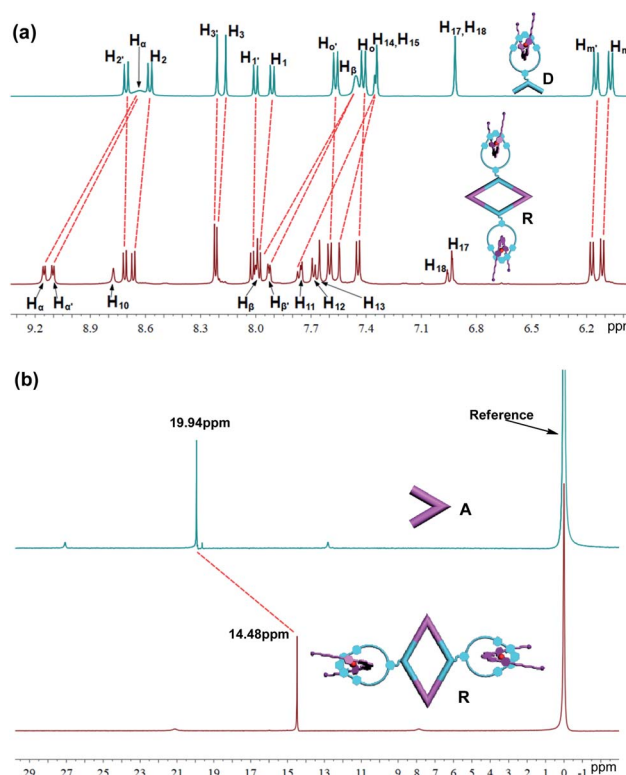 (a)
H3' H3 H14,H15 H17,H18
H2' Hα H2 H1' H1 Ho' Hβ Ho Hm' Hm
D
R
H18 H17
Hα Hα' H10 Hβ Hβ' H11 H12 H13
9.2 8.9 8.6 8.3 8.0 7.7 7.4 7.1 6.8 6.5 6.2 ppm
(b)
Reference
19.94ppm
A
14.48ppm
R
29 27 25 23 21 19 17 15 13 11 9 8 7 6 5 4 3 2 1 0 -1 ppm